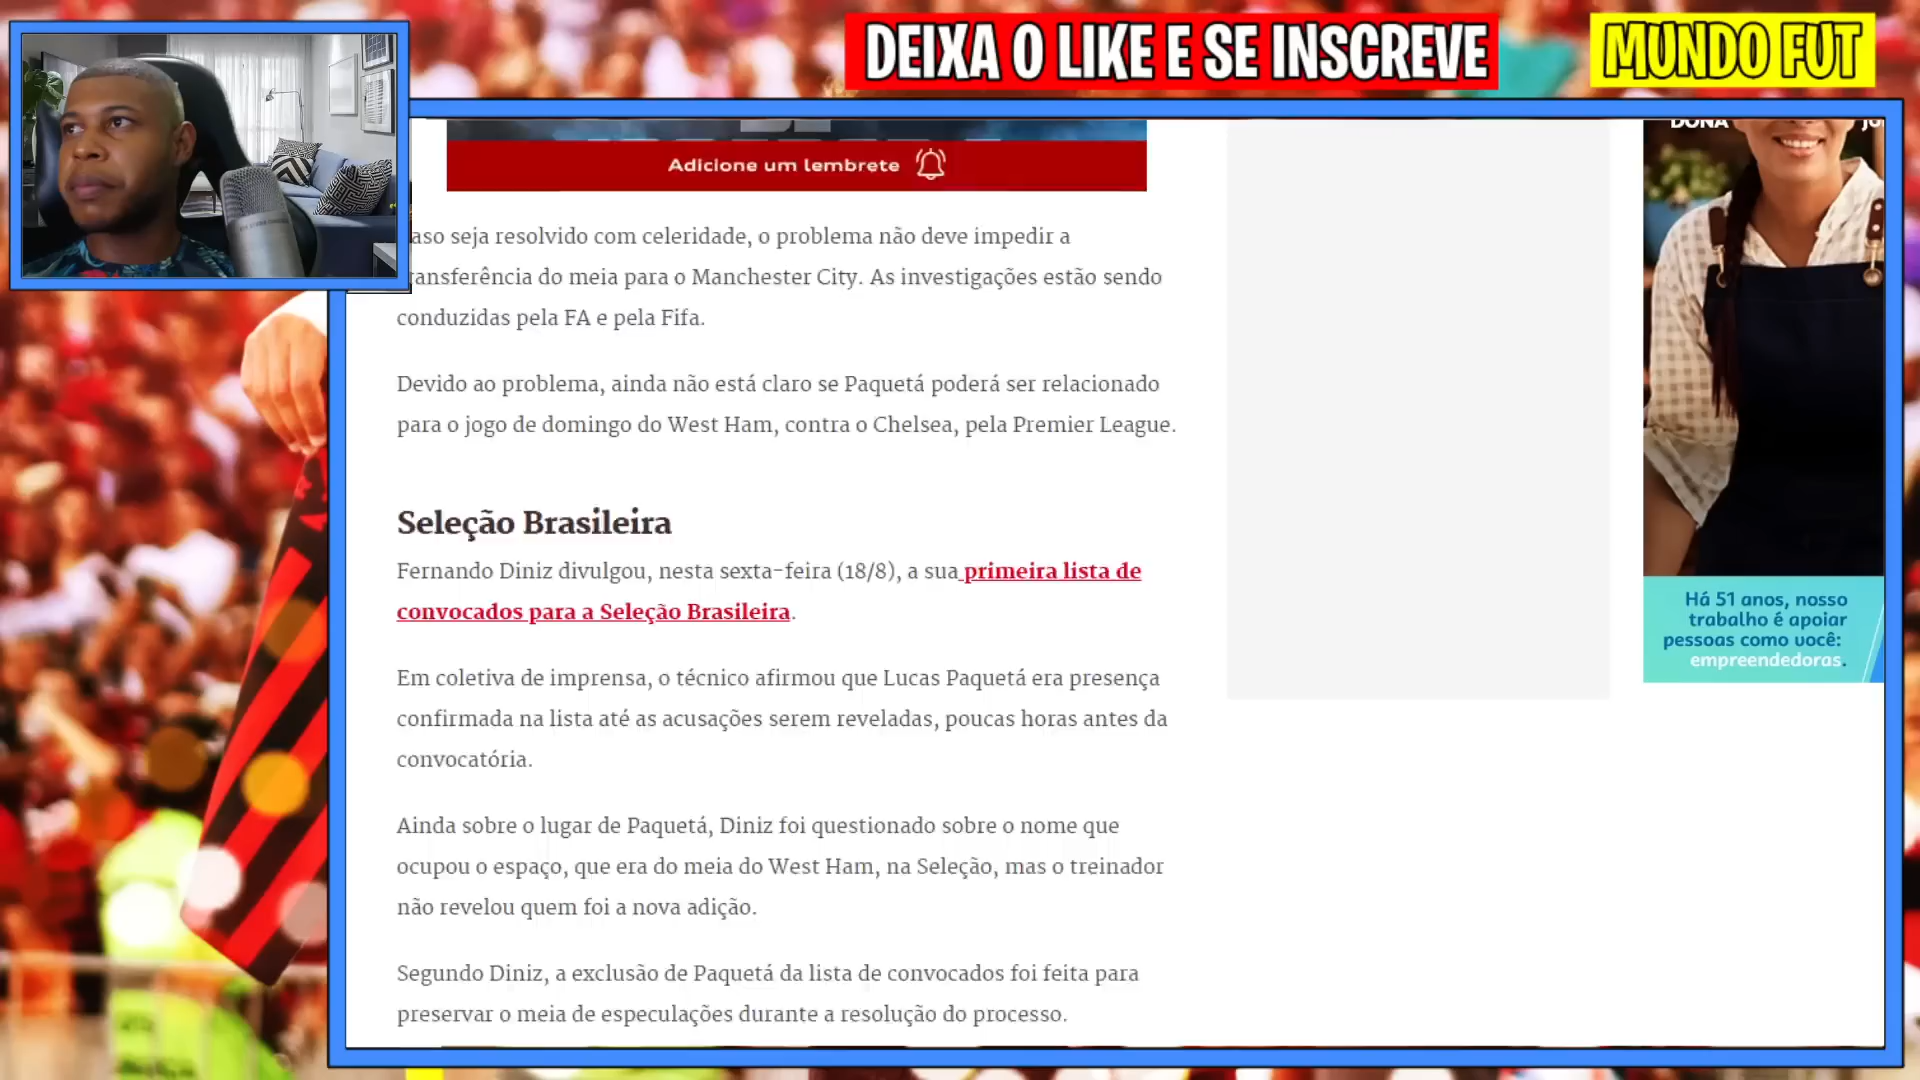 DEIXA O LIKE E SE INSCREVE
MUNDO FUT
Adicione um lembrete
aso seja resolvido com celeridade, o problema não deve impedir a
ansferência do meia para o Manchester City. As investigações estão sendo
conduzidas pela FA e pela Fifa.
Devido ao problema, ainda não está claro se Paquetá poderá ser relacionado
para o jogo de domingo do West Ham, contra o Chelsea, pela Premier League.
Seleção Brasileira
Fernando Diniz divulgou, nesta sexta-feira (18/8), a sua primeira lista de
convocados para a Seleção Brasileira.
Em coletiva de imprensa, o técnico afirmou que Lucas Paquetá era presença
confirmada na lista até as acusações serem reveladas, poucas horas antes da
convocatória.
Ainda sobre o lugar de Paquetá, Diniz foi questionado sobre o nome que
ocupou o espaço, que era do meia do West Ham, na Seleção, mas o treinador
não revelou quem foi a nova adição.
Segundo Diniz, a exclusão de Paquetá da lista de convocados foi feita para
preservar o meia de especulações durante a resolução do processo.
DONA
Há 51 anos, nosso
trabalho é apoiar
pessoas como você:
empreendedoras.